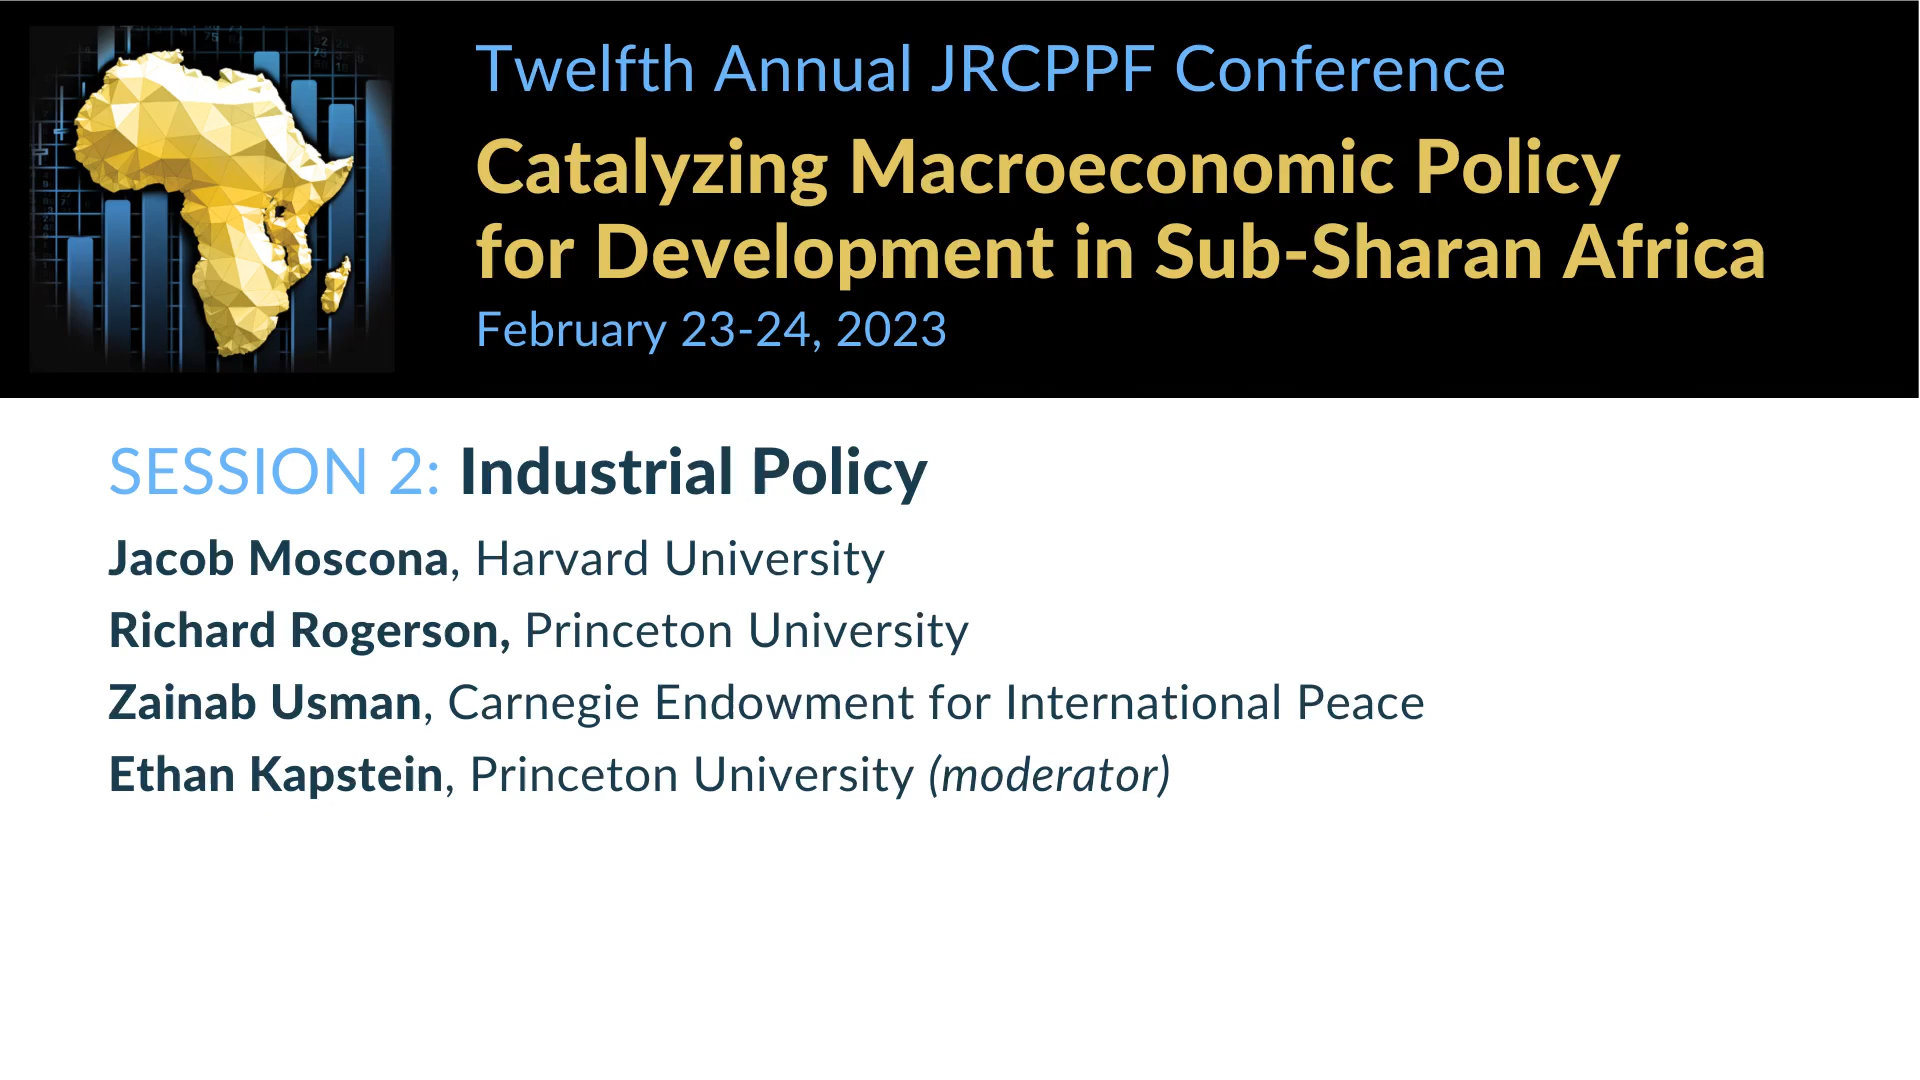 Twelfth Annual JRCPPF Conference
Catalyzing Macroeconomic Policy
for Development in Sub-Sharan Africa
February 23-24, 2023
SESSION 2: Industrial Policy
Jacob Moscona, Harvard University
Richard Rogerson, Princeton University
Zainab Usman, Carnegie Endowment for International Peace
Ethan Kapstein, Princeton University (moderator)